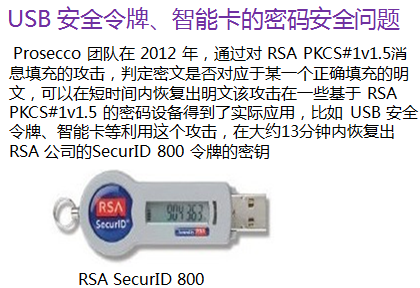 USB 安全令牌、智能卡的密码安全问题
Prosecco 团队在 2012 年，通过对 RSA PKCS#1v1.5消
息填充的攻击，判定密文是否对应于某一个正确填充的明
文，可以在短时间内恢复出明文该攻击在一些基于 RSA
PKCS#1v1.5 的密码设备得到了实际应用，比如 USB 安全
令牌、智能卡等利用这个攻击，在大约13分钟内恢复出
RSA 公司的SecurID 800 令牌的密钥
RSA
SecurID
RSA SecurID 800